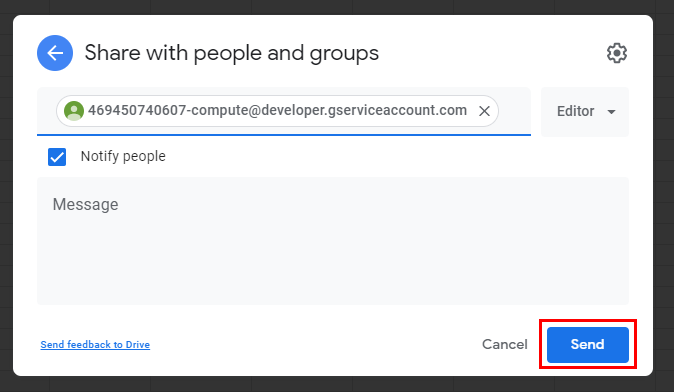 Share with people and groups
469450740607-compute@developer.gserviceaccount.com
Editor
Notify people
Message
Send feedback to Drive
Cancel
Send